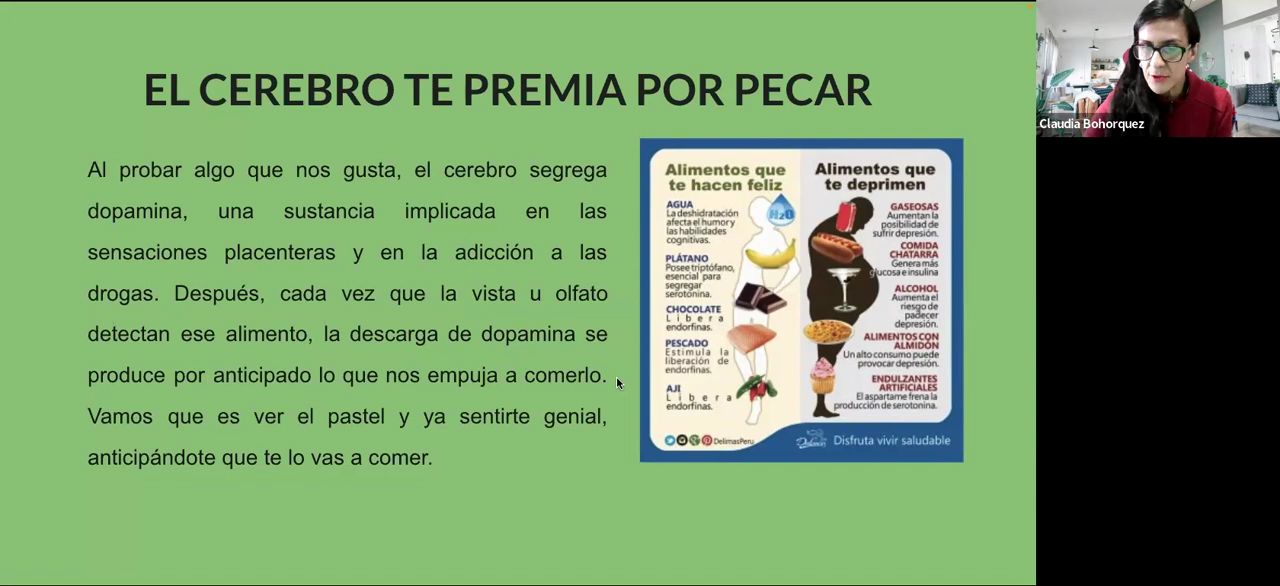 EL CEREBRO TE PREMIA POR PECAR
Al probar algo que nos gusta, el cerebro segrega
dopamina, una sustancia implicada en las
sensaciones placenteras y en la adicción a las
drogas. Después, cada vez que la vista u olfato
detectan ese alimento, la descarga de dopamina se
produce por anticipado lo que nos empuja a comerlo.
Vamos que es ver el pastel y ya sentirte genial,
anticipándote que te lo vas a comer.
Alimentos que
te hacen feliz
AGUA
La deshidratación
afecta el humor y
las habilidades
cognitivas.
H₂O
PLÁTANO
Posee triptófano,
esencial para
segregar
serotonina.
CHOCOLATE
Libera
endorfinas.
PESCADO
Estimula la
liberación de
endorfinas.
AJI
Libera
endorfinas.
Alimentos que
te deprimen
GASEOSAS
Aumentan la
posibilidad de
sufrir depresión.
COMIDA
CHATARRA
Genera más
glucosa e insulina
ALCOHOL
Aumenta el
riesgo de
padecer
depresión.
ALIMENTOS CON
ALMIDÓN
Un alto consumo puede
provocar depresión.
ENDULZANTES
ARTIFICIALES
El aspartame frena la
producción de serotonina.
DelimasPeru
Disfruta vivir saludable
Claudia Bohorquez